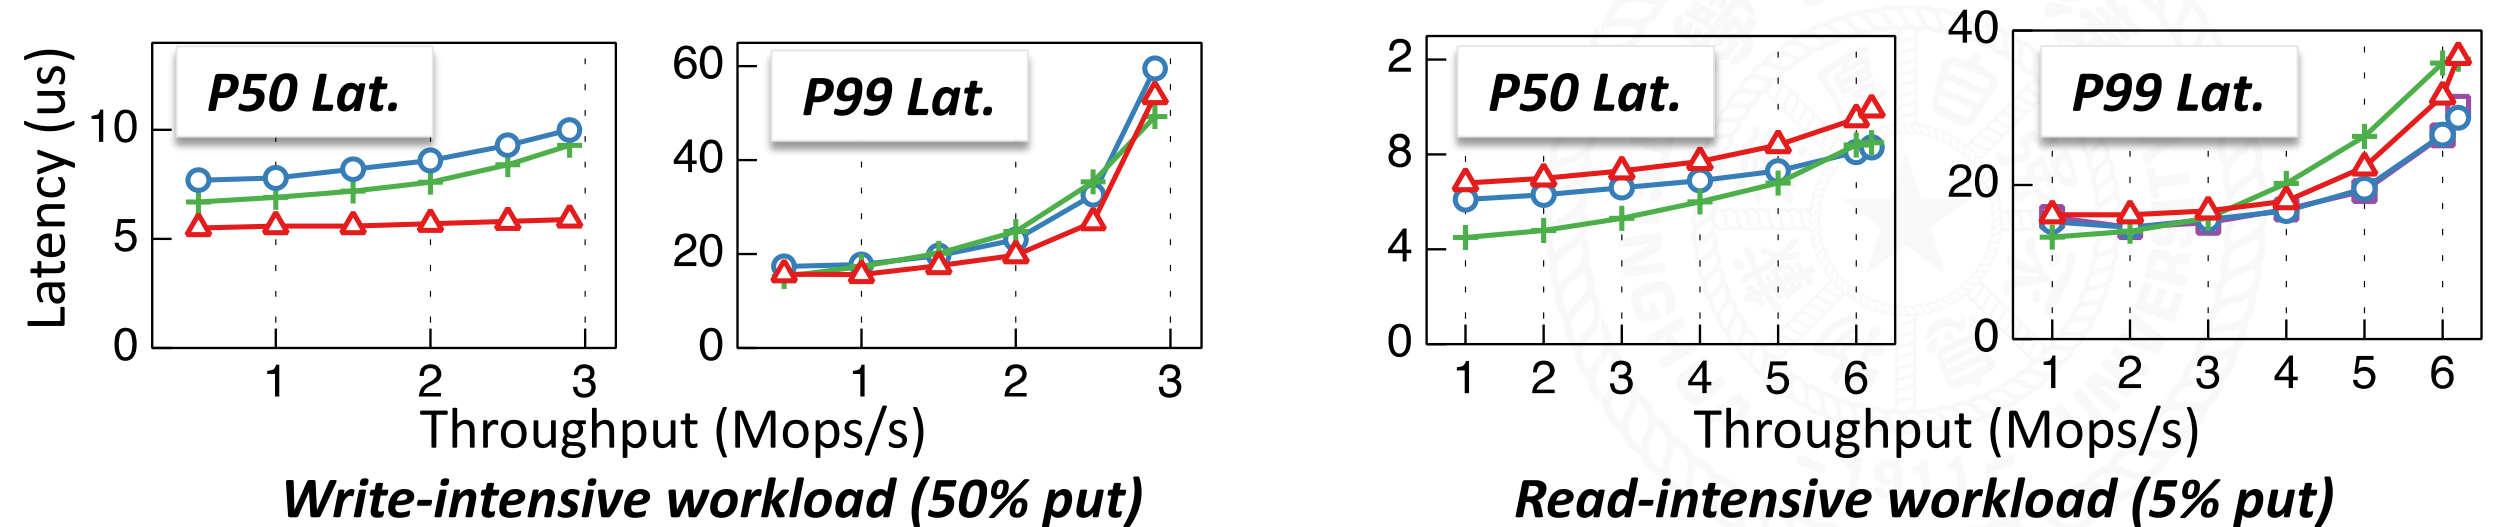 Latency (us)
P50 Lat.
10
5
0
1 2 3
P99 Lat.
60
40
20
0
1 2 3
Throughput (Mops/s)
Write-intensive workload (50% put)
P50 Lat.
2
8
4
0
1 2 3 4 5 6
P99 Lat.
40
20
0
1 2 3 4 5 6
Throughput (Mops/s)
Read-intensive workload (5% put)